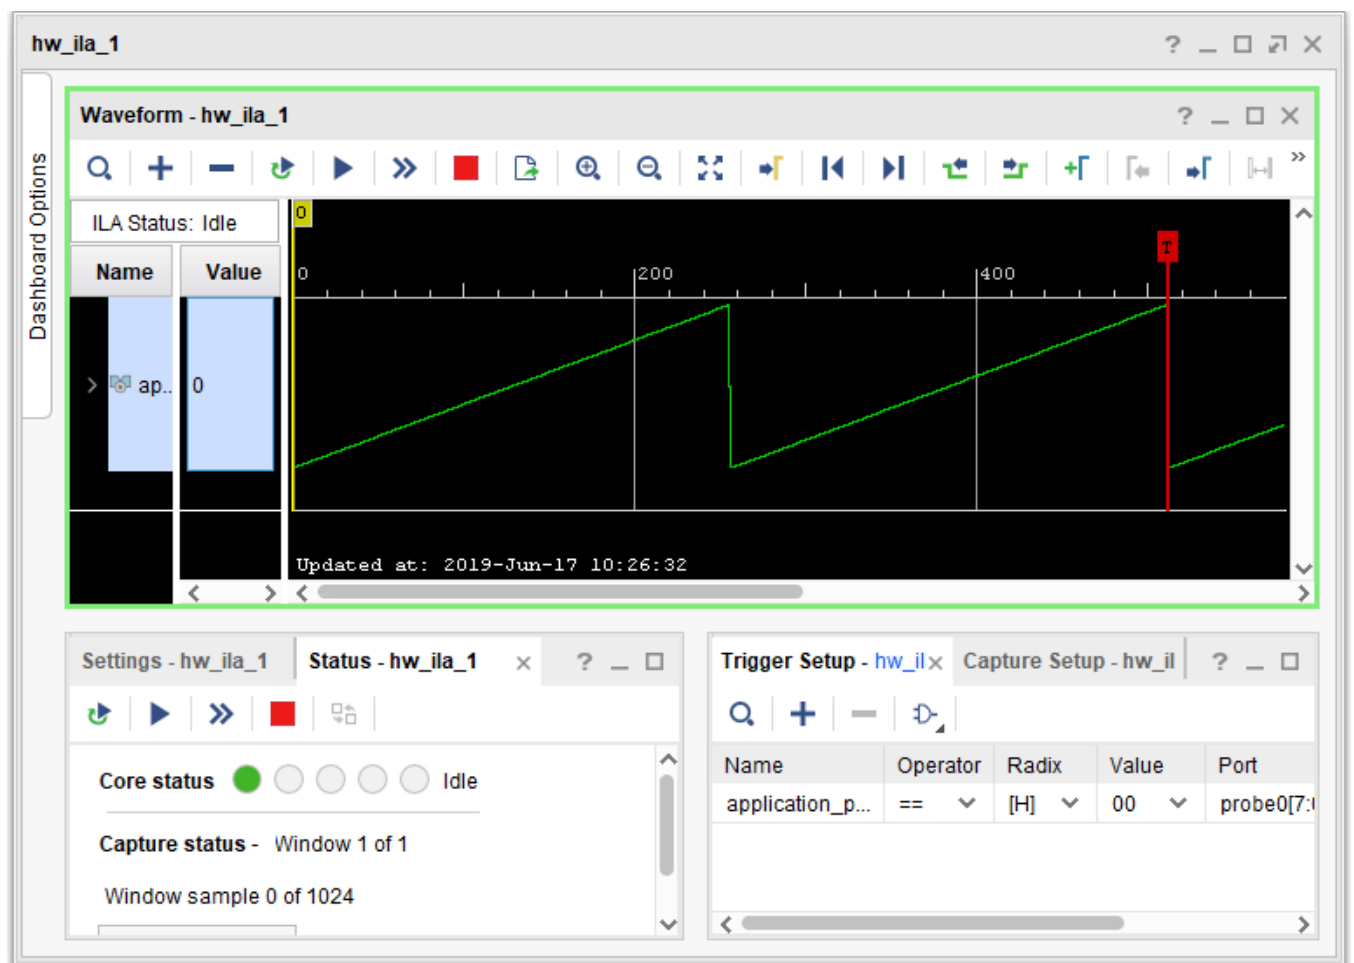 hw_ila_1
Dashboard Options
Waveform - hw_ila_1
ILA Status: Idle
Name Value
ap.. 0
0
0 200 400
T
Updated at: 2019-Jun-17 10:26:32
Settings - hw_ila_1 Status - hw_ila_1
Core status Idle
Capture status - Window 1 of 1
Window sample 0 of 1024
Trigger Setup - hw_il Capture Setup - hw_il
Name Operator Radix Value Port
application_p... == [H] 00 probe0[7: